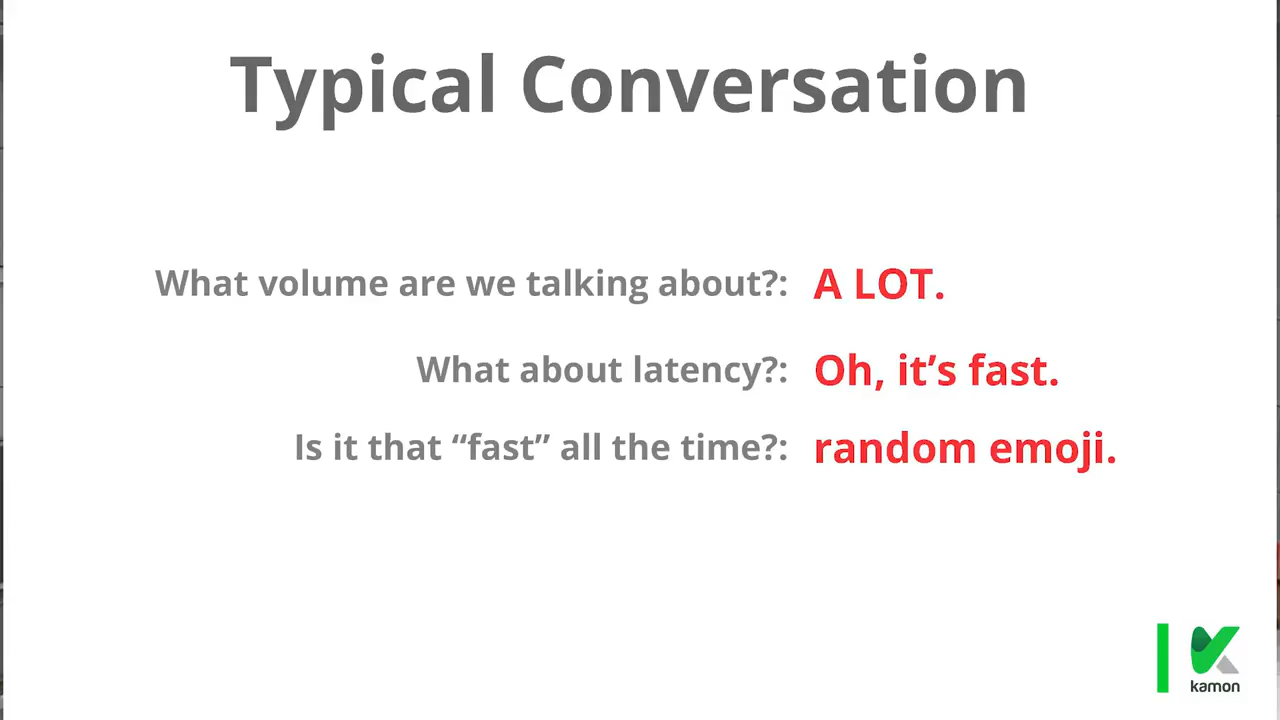 Typical Conversation
What volume are we talking about?: A LOT.
What about latency?: Oh, it’s fast.
Is it that “fast” all the time?: random emoji.
kamon